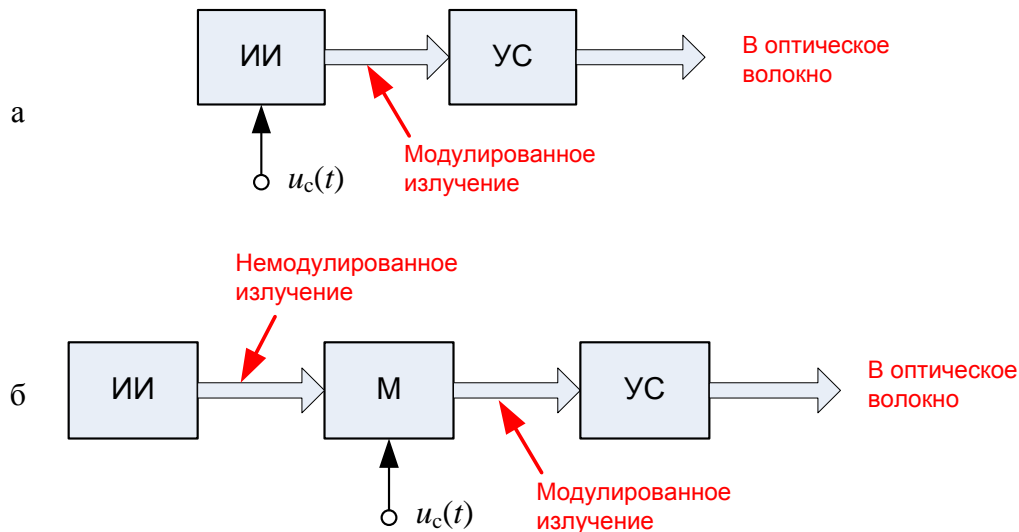 ИИ
УС
В оптическое
волокно
а
Модулированное
излучение
uс(t)
Немодулированное
излучение
ИИ
М
УС
В оптическое
волокно
б
Модулированное
излучение
uс(t)